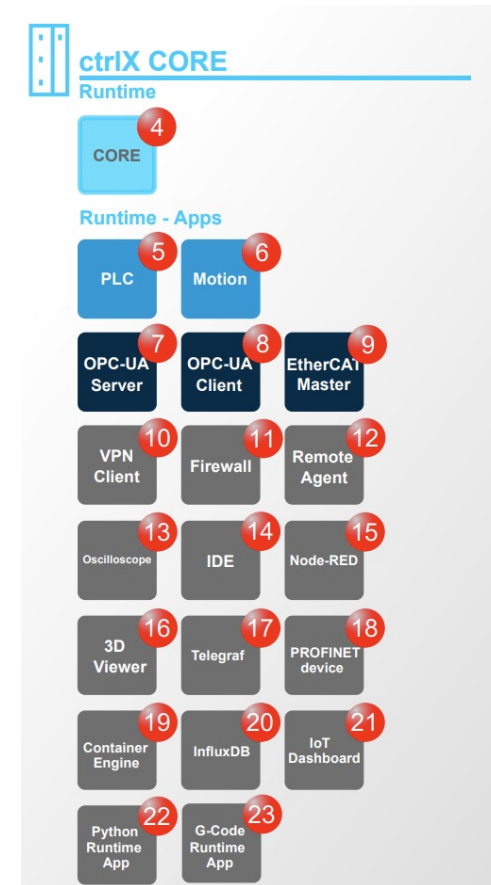 ctrlX CORE
Runtime
4
CORE
Runtime - Apps
5
PLC
6
Motion
7
OPC-UA
Server
8
OPC-UA
Client
9
EtherCAT
Master
10
VPN
Client
11
Firewall
12
Remote
Agent
13
Oscilloscope
14
IDE
15
Node-RED
16
3D
Viewer
17
Telegraf
18
PROFINET
device
19
Container
Engine
20
InfluxDB
21
IoT
Dashboard
22
Python
Runtime
App
23
G-Code
Runtime
App